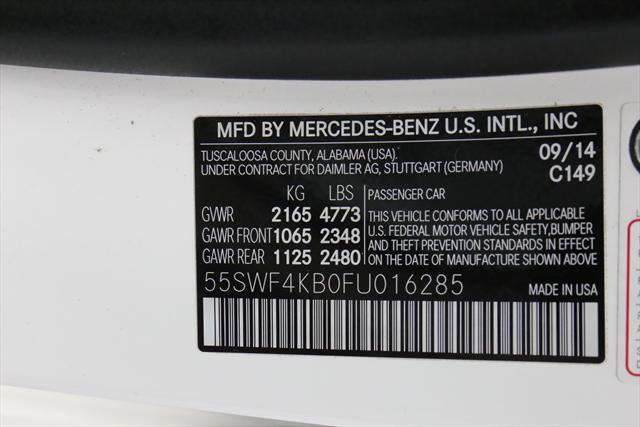 MFD BY MERCEDES-BENZ U.S. INTL., INC
TUSCALOOSA COUNTY, ALABAMA (USA). 09/14
UNDER CONTRACT FOR DAIMLER AG, STUTTGART (GERMANY) C149
KG LBS PASSENGER CAR
GVWR 2165 4773 THIS VEHICLE CONFORMS TO ALL APPLICABLE
U.S. FEDERAL MOTOR VEHICLE SAFETY,BUMPER
GAWR FRONT 1065 2348 AND THEFT PREVENTION STANDARDS IN EFFECT
GAWR REAR 1125 2480 ON THE DATE OF MANUFACTURE SHOWN ABOVE
55SWF4KB0FU016285
MADE IN USA